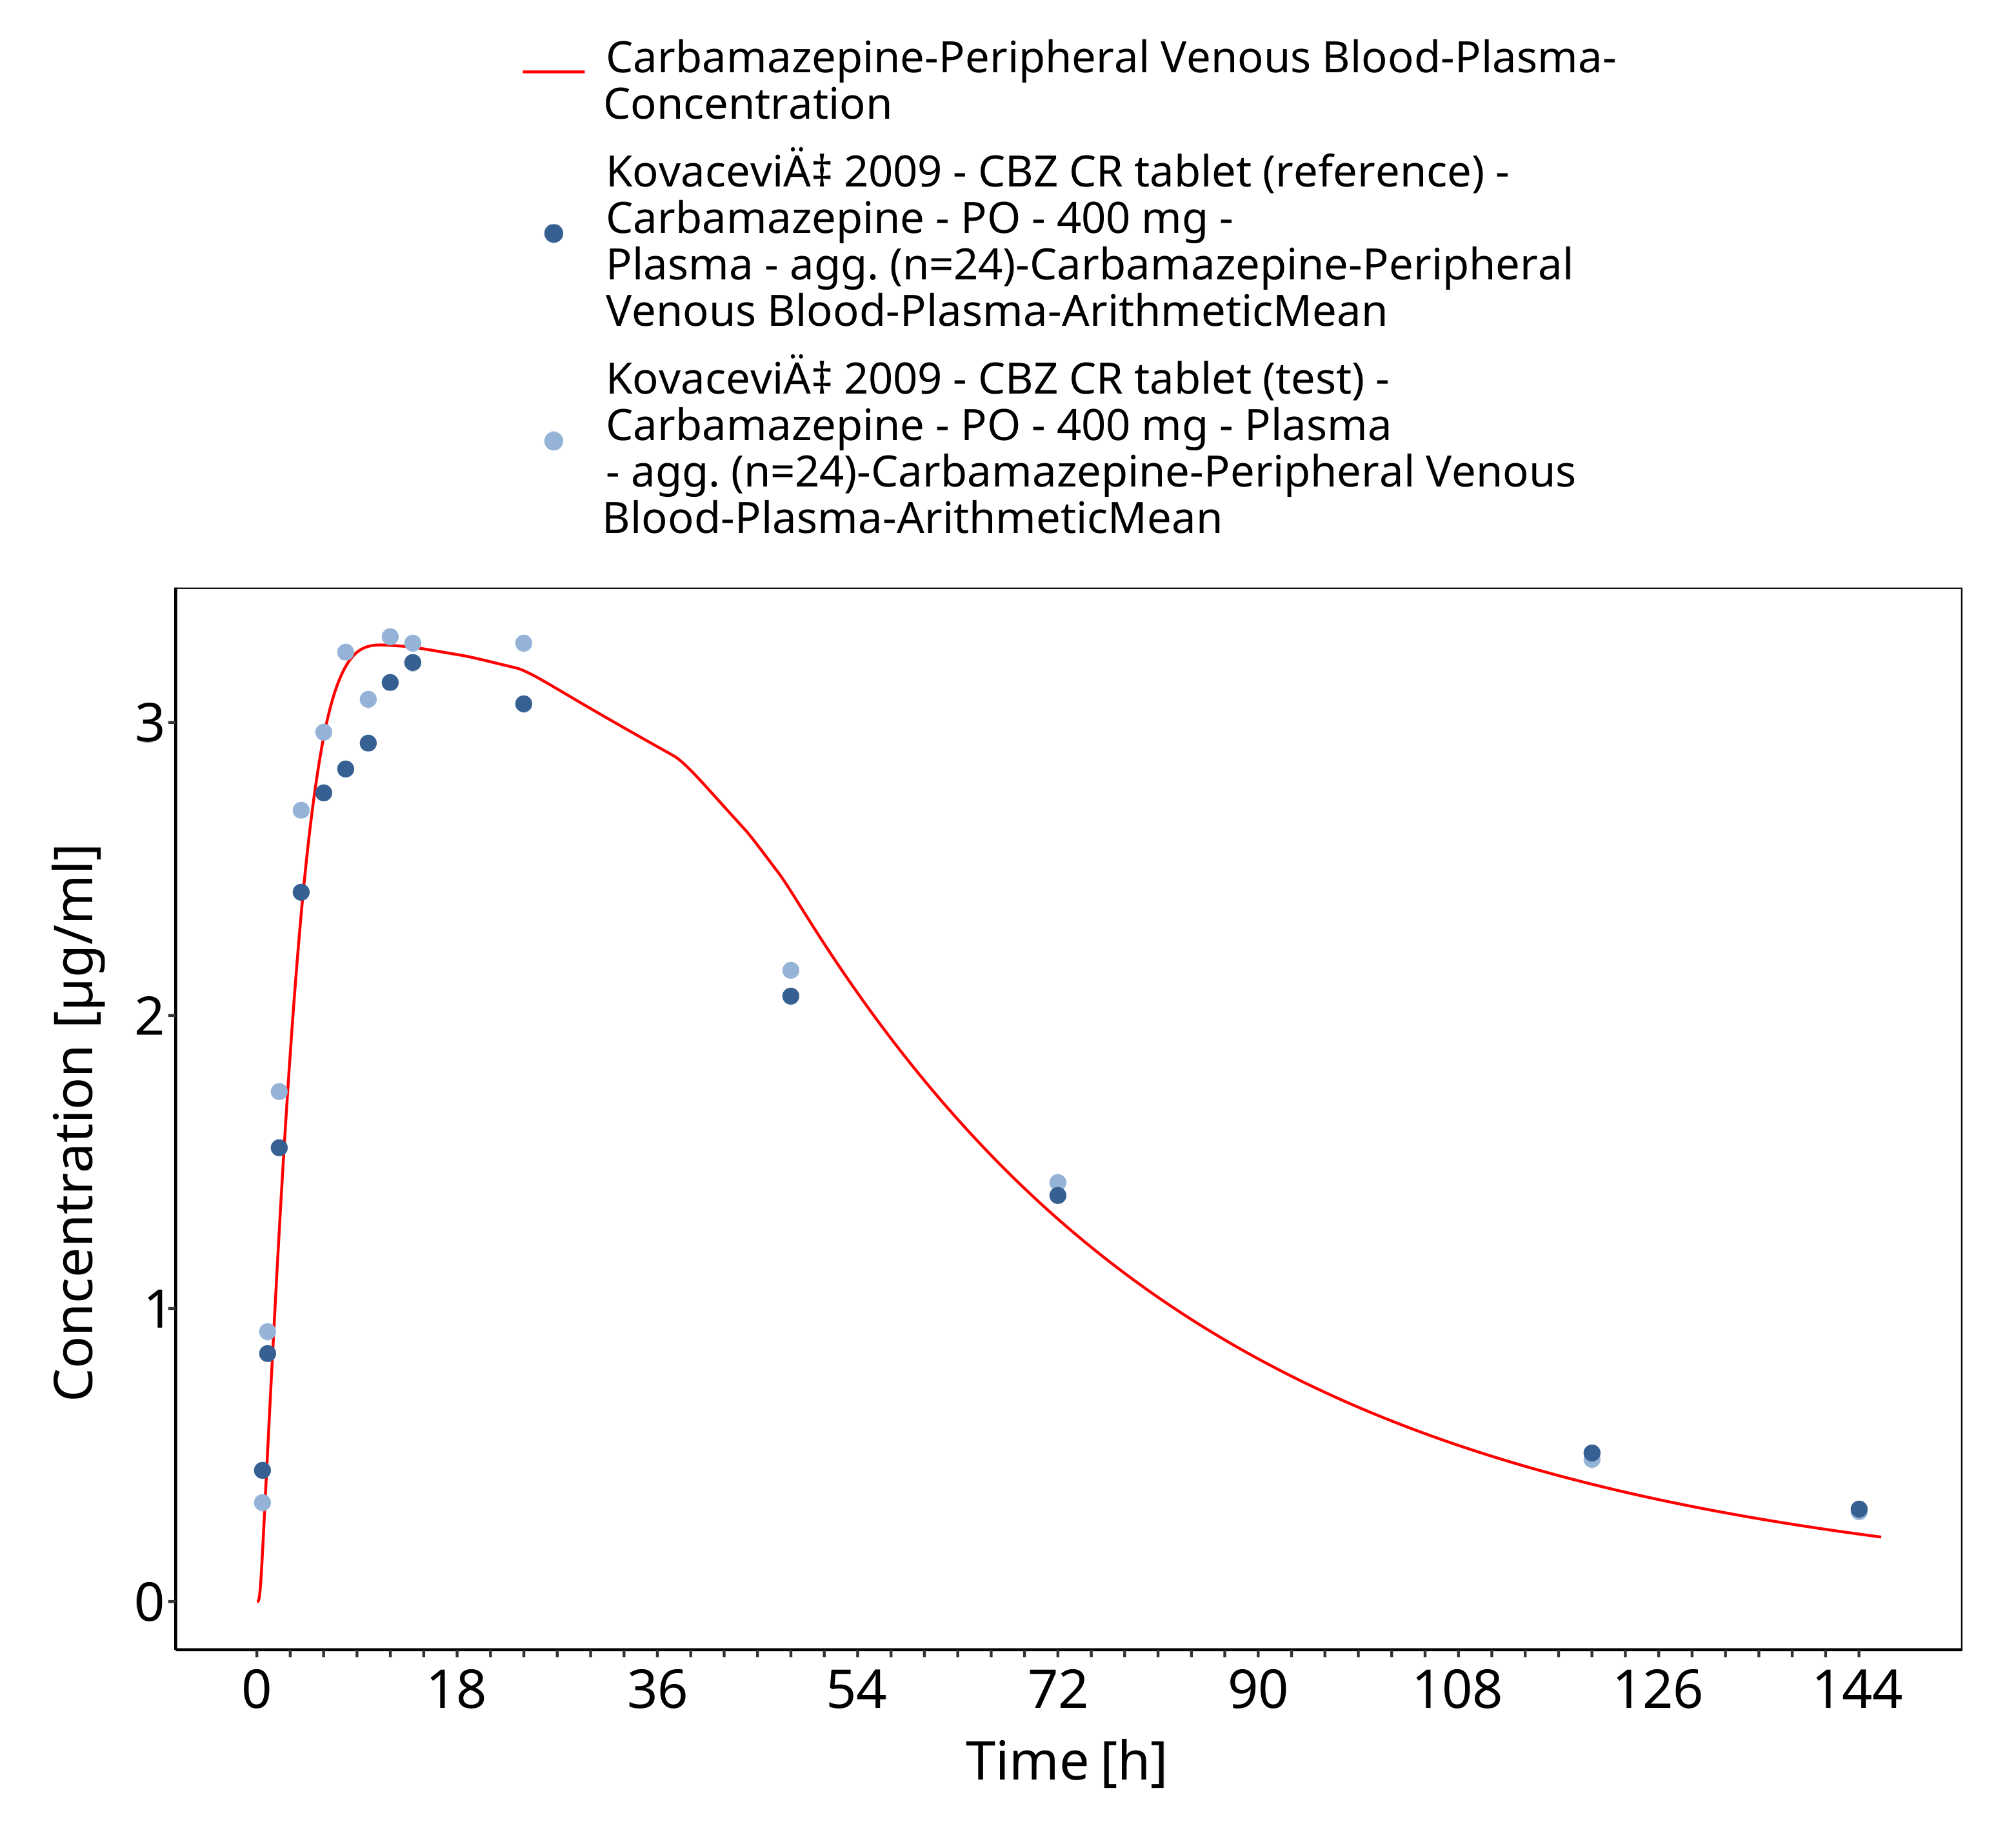 Carbamazepine-Peripheral Venous Blood-Plasma-
Concentration
KovaceviÄ‡ 2009 - CBZ CR tablet (reference) -
Carbamazepine - PO - 400 mg -
Plasma - agg. (n=24)-Carbamazepine-Peripheral
Venous Blood-Plasma-ArithmeticMean
KovaceviÄ‡ 2009 - CBZ CR tablet (test) -
Carbamazepine - PO - 400 mg - Plasma
- agg. (n=24)-Carbamazepine-Peripheral Venous
Blood-Plasma-ArithmeticMean
Concentration [µg/ml]
3
2
1
0
0 18 36 54 72 90 108 126 144
Time [h]